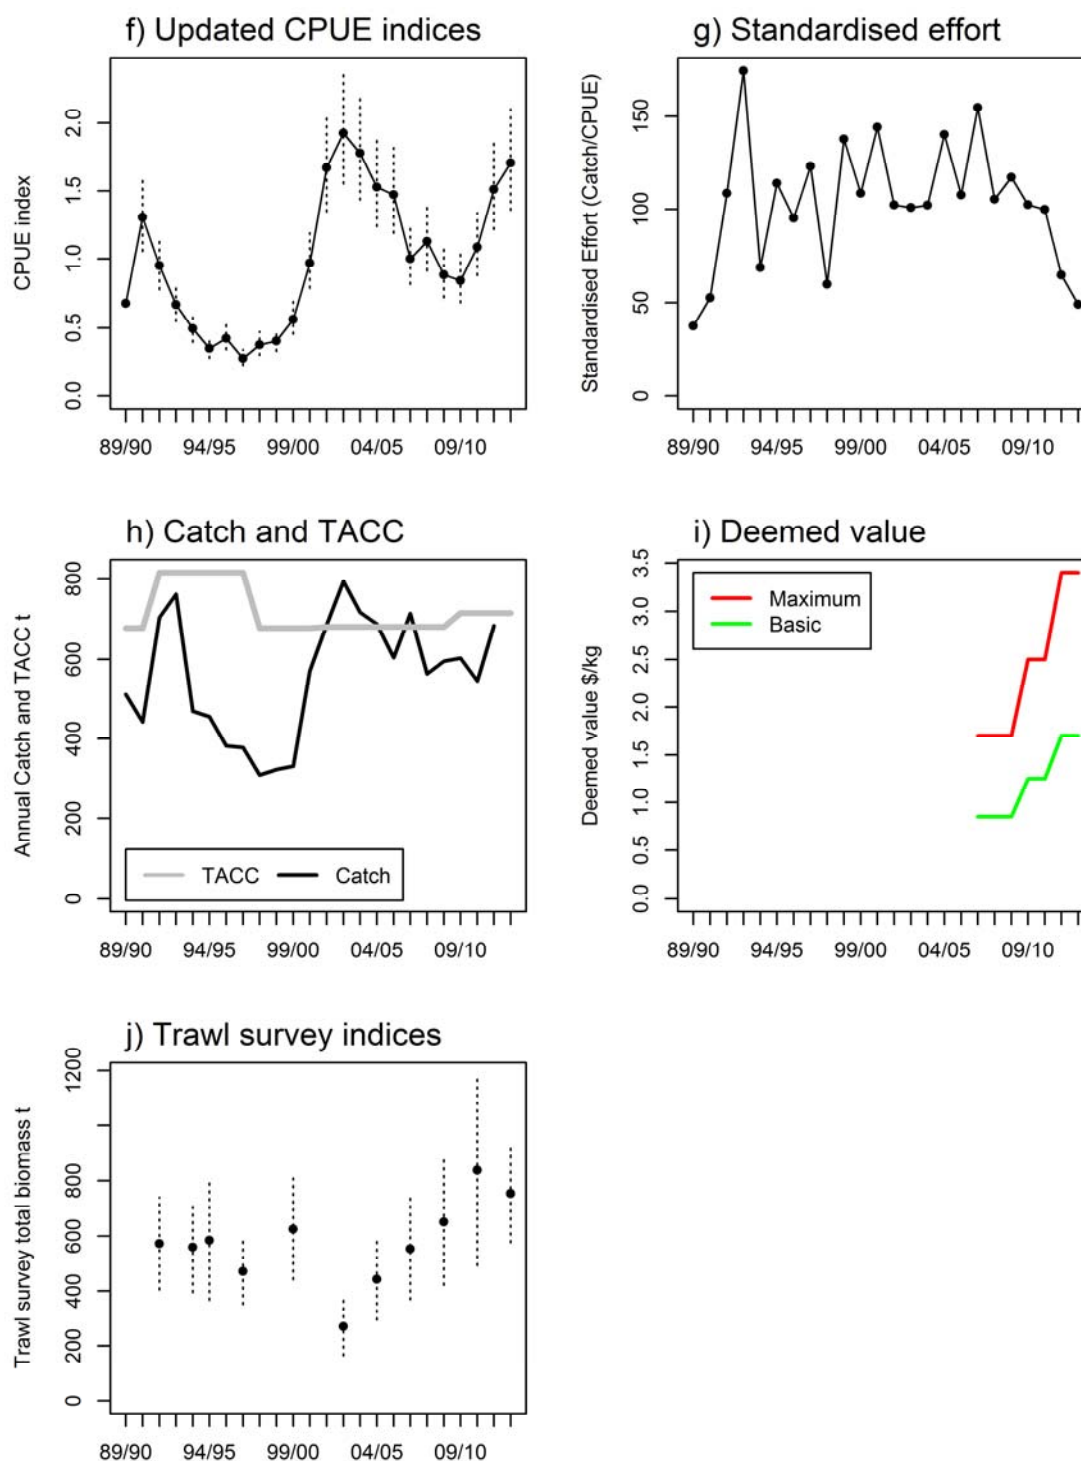 f) Updated CPUE indices
CPUE index
0.0 0.5 1.0 1.5 2.0
89/90 94/95 99/00 04/05 09/10
g) Standardised effort
Standardised Effort (Catch/CPUE)
0 50 100 150
89/90 94/95 99/00 04/05 09/10
h) Catch and TACC
Annual Catch and TACC t
0 200 400 600 800
TACC Catch
89/90 94/95 99/00 04/05 09/10
i) Deemed value
Deemed value $/kg
0.0 0.5 1.0 1.5 2.0 2.5 3.0 3.5
Maximum
Basic
89/90 94/95 99/00 04/05 09/10
j) Trawl survey indices
Trawl survey total biomass t
0 200 400 600 800 1200
89/90 94/95 99/00 04/05 09/10